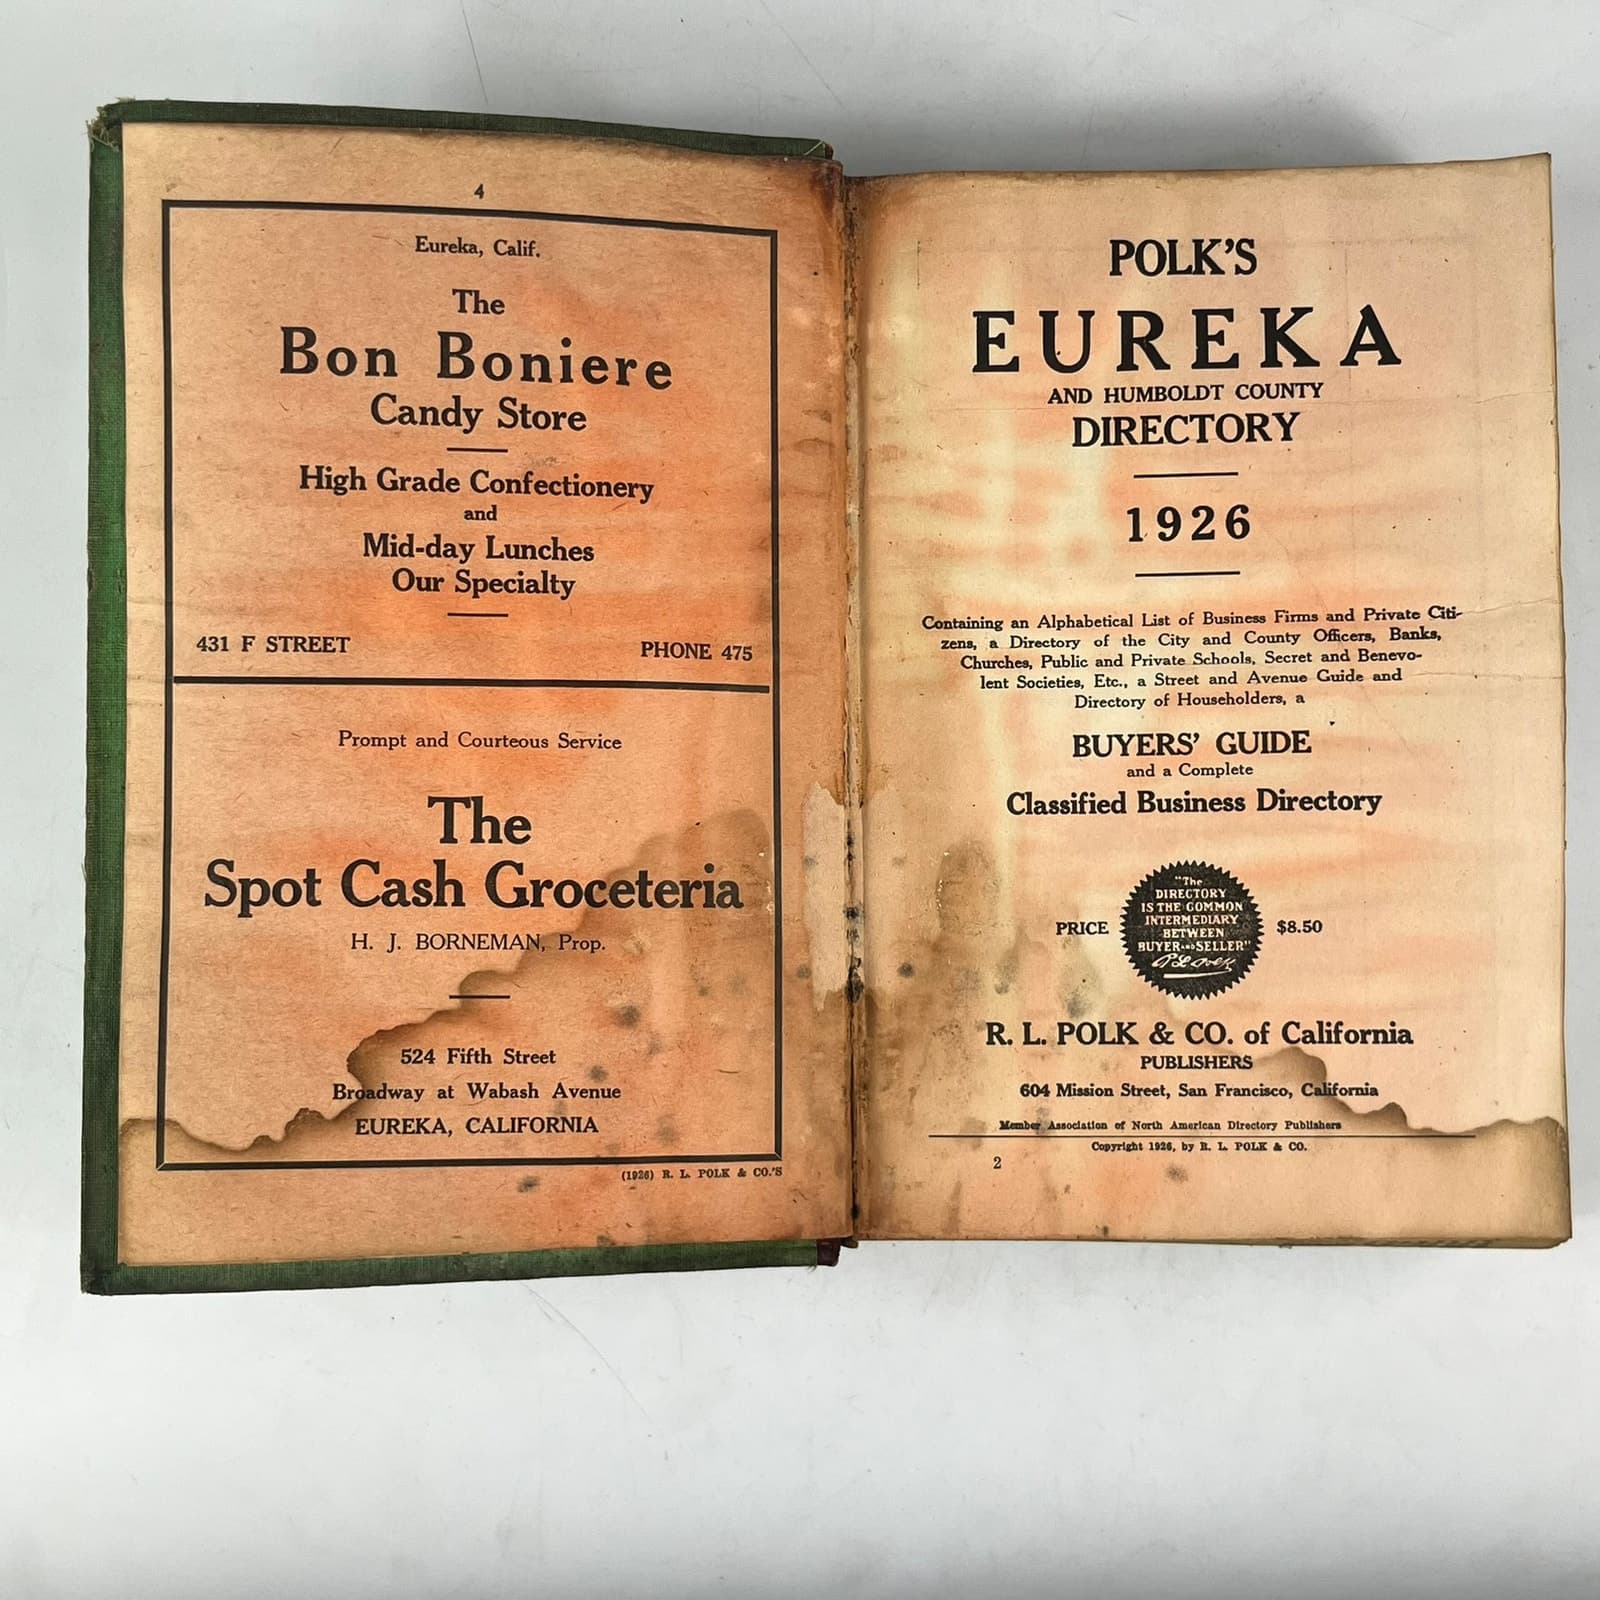 4
Eureka, Calif.
The
Bon Boniere
Candy Store
High Grade Confectionery
and
Mid-day Lunches
Our Specialty
431 F STREET PHONE 475
Prompt and Courteous Service
The
Spot Cash Groceteria
H. J. BORNEMAN, Prop.
524 Fifth Street
Broadway at Wabash Avenue
EUREKA, CALIFORNIA
(1926) R. L. POLK & CO.'S
POLK'S
EUREKA
AND HUMBOLDT COUNTY
DIRECTORY
1926
Containing an Alphabetical List of Business Firms and Private Citi-
zens, a Directory of the City and County Officers, Banks,
Churches, Public and Private Schools, Secret and Benevo-
lent Societies, Etc., a Street and Avenue Guide and
Directory of Householders, a
BUYERS' GUIDE
and a Complete
Classified Business Directory
"The
DIRECTORY
IS THE COMMON
INTERMEDIARY
BETWEEN
BUYER AND SELLER"
R L Polk
PRICE $8.50
R. L. POLK & CO. of California
PUBLISHERS
604 Mission Street, San Francisco, California
Member Association of North American Directory Publishers
Copyright 1926, by R. L. POLK & CO.
2